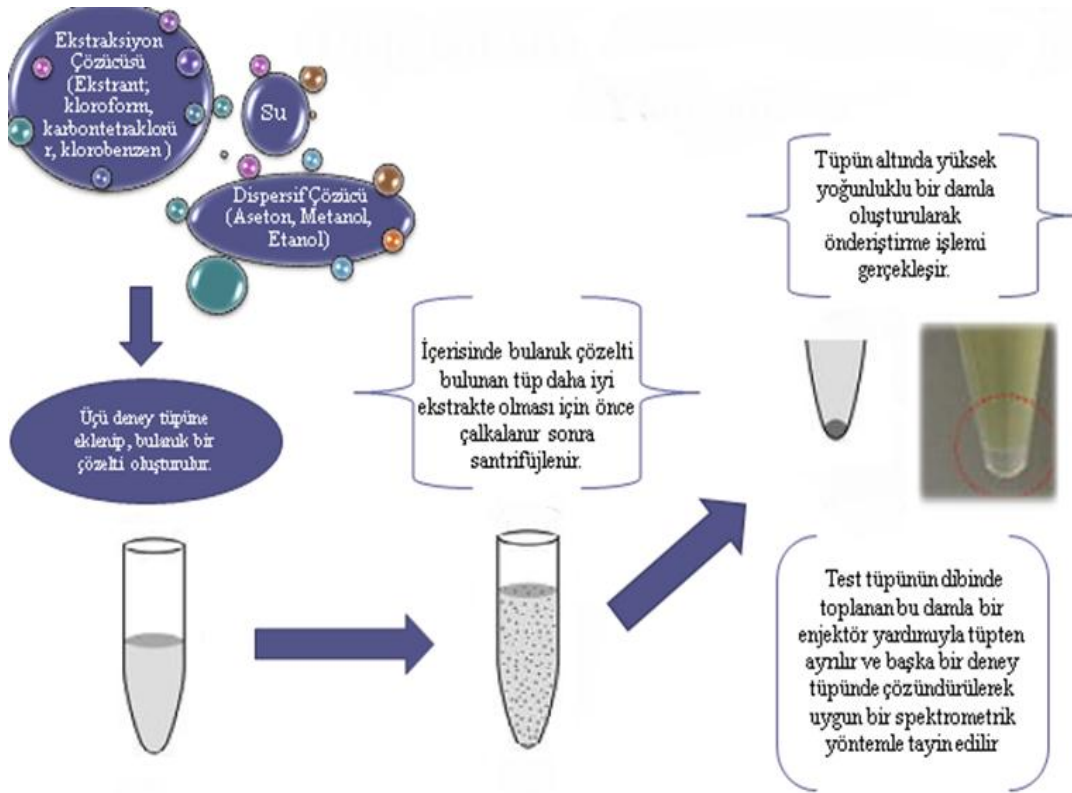 Ekstraksiyon
Çözücüsü
(Ekstrant;
kloroform,
karbontetraklorü
r, klorobenzen )
Su
Dispersif Çözücü
(Aseton, Metanol,
Etanol)
Üçü deney tüpüne
eklenip, bulanık bir
çözelti oluşturulur.
İçerisinde bulanık çözelti
bulunan tüp daha iyi
ekstrakte olması için önce
çalkalanır sonra
santrifüjlenir.
Tüpün altında yüksek
yoğunluklu bir damla
oluşturularak
önderiştirme işlemi
gerçekleşir.
Test tüpünün dibinde
toplanan bu damla bir
enjektör yardımıyla tüpten
ayrılır ve başka bir deney
tüpünde çözündürülerek
uygun bir spektrometrik
yöntemle tayin edilir